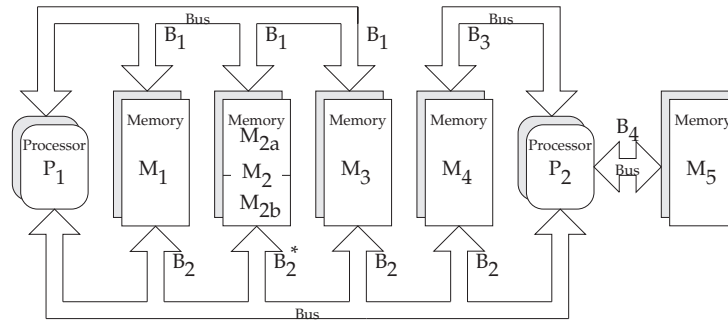 Bus
B1 B1 B1 B3
Memory Memory Memory Memory Memory
Processor P1
M1
M2a
M2
M2b
M3
M4
Processor P2
B4
Bus
M5
B2 B2* B2 B2
Bus
Bus